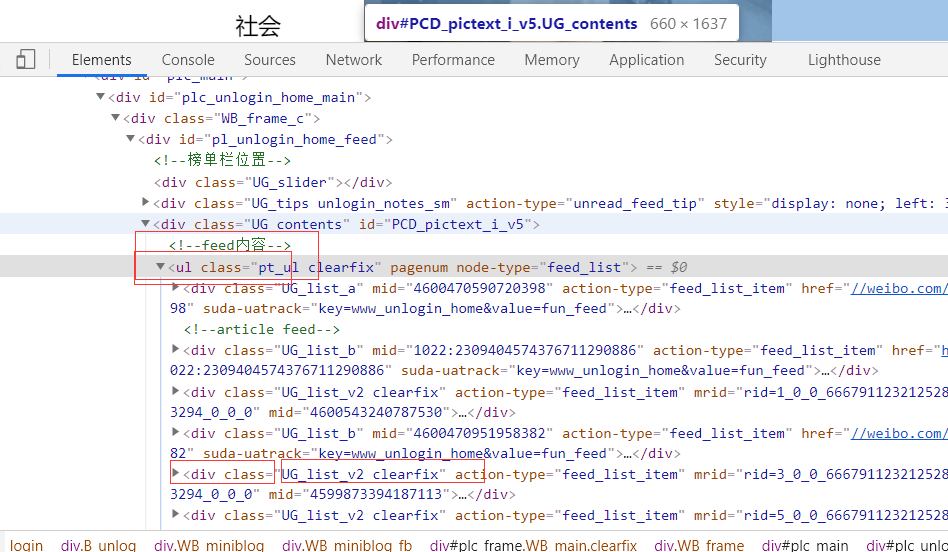 社会
div#PCD_pictext_i_v5.UG_contents 660 × 1637
Elements Console Sources Network Performance Memory Application Security Lighthouse
<div id="plc_main">
▼<div id="plc_unlogin_home_main">
▼<div class="WB_frame_c">
▼<div id="pl_unlogin_home_feed">
<!--榜单栏位置-->
<div class="UG_slider"></div>
▶<div class="UG_tips unlogin_notes_sm" action-type="unread_feed_tip" style="display: none; left: 3
▼<div class="UG_contents" id="PCD_pictext_i_v5">
<!--feed内容-->
▼<ul class="pt_ul clearfix" pagenum node-type="feed_list"> == $0
▶<div class="UG_list_a" mid="4600470590720398" action-type="feed_list_item" href="//weibo.com/
98" suda-uatrack="key=www_unlogin_home&value=fun_feed">…</div>
<!--article feed-->
▶<div class="UG_list_b" mid="1022:2309404574376711290886" action-type="feed_list_item" href="h
022:2309404574376711290886" suda-uatrack="key=www_unlogin_home&value=fun_feed">…</div>
▶<div class="UG_list_v2 clearfix" action-type="feed_list_item" mrid="rid=1_0_0_666791123212528
3294_0_0_0" mid="4600543240787530">…</div>
▶<div class="UG_list_b" mid="4600470951958382" action-type="feed_list_item" href="//weibo.com/
82" suda-uatrack="key=www_unlogin_home&value=fun_feed">…</div>
▶<div class="UG_list_v2 clearfix" action-type="feed_list_item" mrid="rid=3_0_0_666791123212528
3294_0_0_0" mid="4599873394187113">…</div>
▶<div class="UG_list_v2 clearfix" action-type="feed_list_item" mrid="rid=5_0_0_666791123212528
login div.B_unlog div.WB_miniblog div.WB_miniblog_fb div#plc_frame.WB_main.clearfix div.WB_frame div#plc_main div#plc_unlo